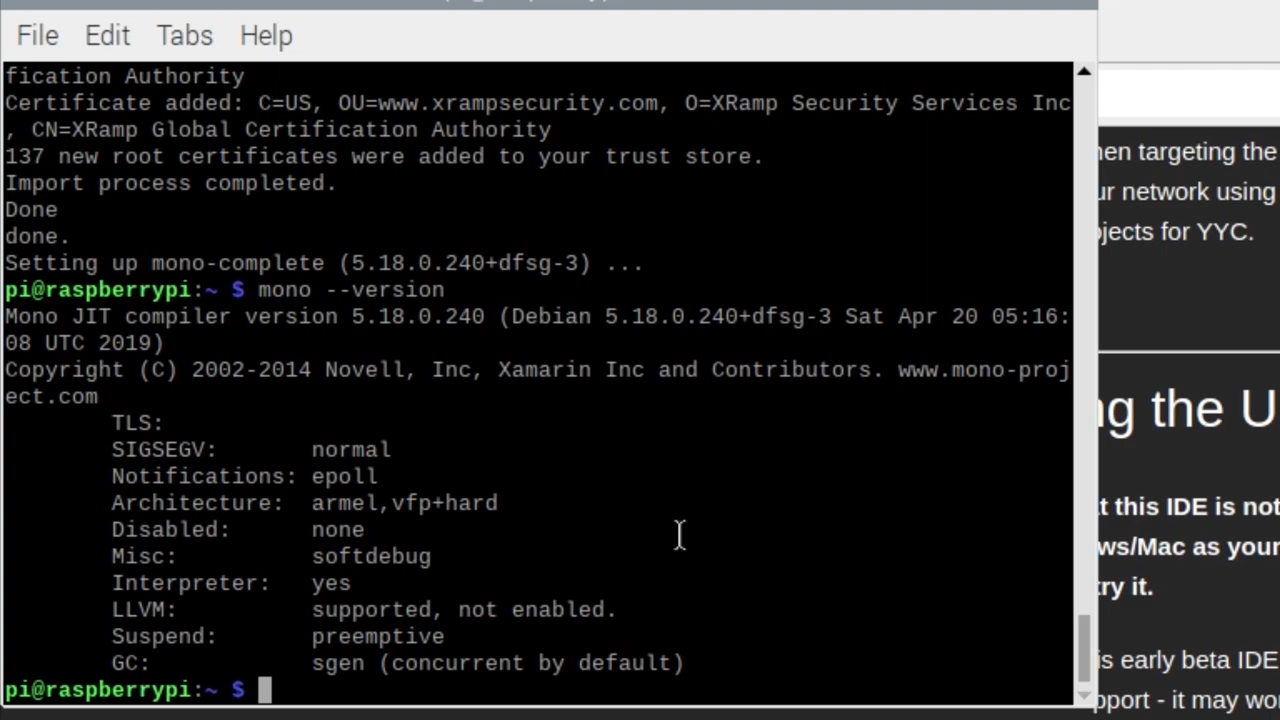 File Edit Tabs Help
fication Authority
Certificate added: C=US, OU=www.xrampsecurity.com, O=XRamp Security Services Inc
, CN=XRamp Global Certification Authority
137 new root certificates were added to your trust store.
Import process completed.
Done
done.
Setting up mono-complete (5.18.0.240+dfsg-3) ...
pi@raspberrypi:~ $ mono --version
Mono JIT compiler version 5.18.0.240 (Debian 5.18.0.240+dfsg-3 Sat Apr 20 05:16:
08 UTC 2019)
Copyright (C) 2002-2014 Novell, Inc, Xamarin Inc and Contributors. www.mono-proj
ect.com
TLS:
SIGSEGV: normal
Notifications: epoll
Architecture: armel,vfp+hard
Disabled: none
Misc: softdebug
Interpreter: yes
LLVM: supported, not enabled.
Suspend: preemptive
GC: sgen (concurrent by default)
pi@raspberrypi:~ $
targeting the
network using
for YYC.
the U
this IDE is not
as your
try it.
early beta IDE
- it may